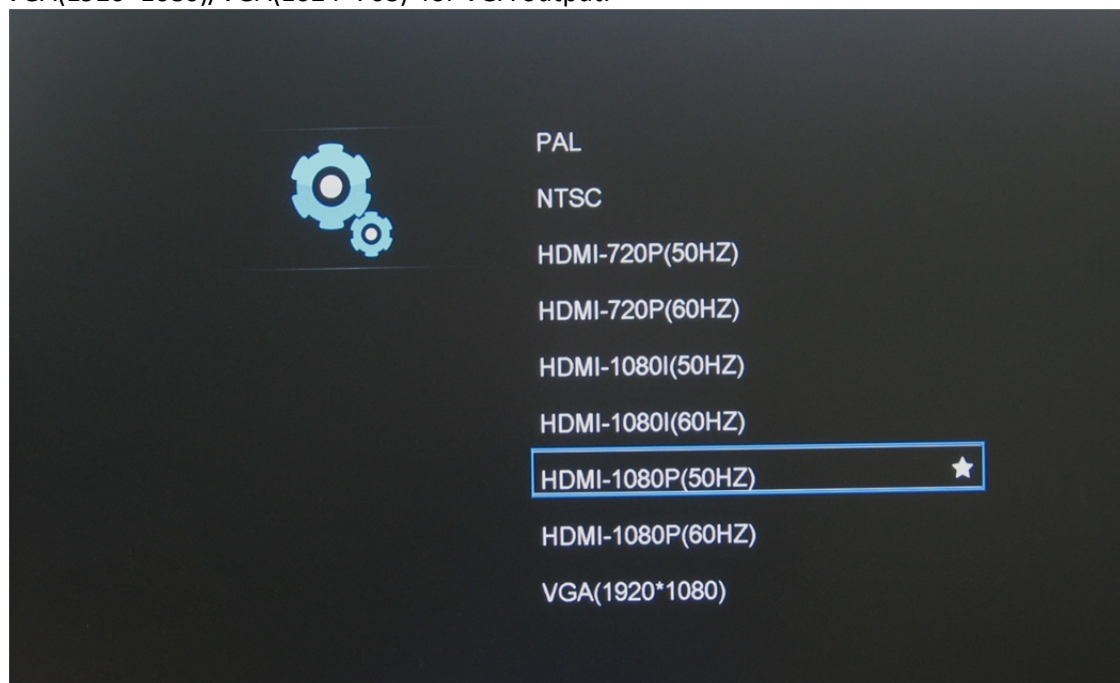 PAL
NTSC
HDMI-720P(50HZ)
HDMI-720P(60HZ)
HDMI-1080I(50HZ)
HDMI-1080I(60HZ)
HDMI-1080P(50HZ)
HDMI-1080P(60HZ)
VGA(1920*1080)